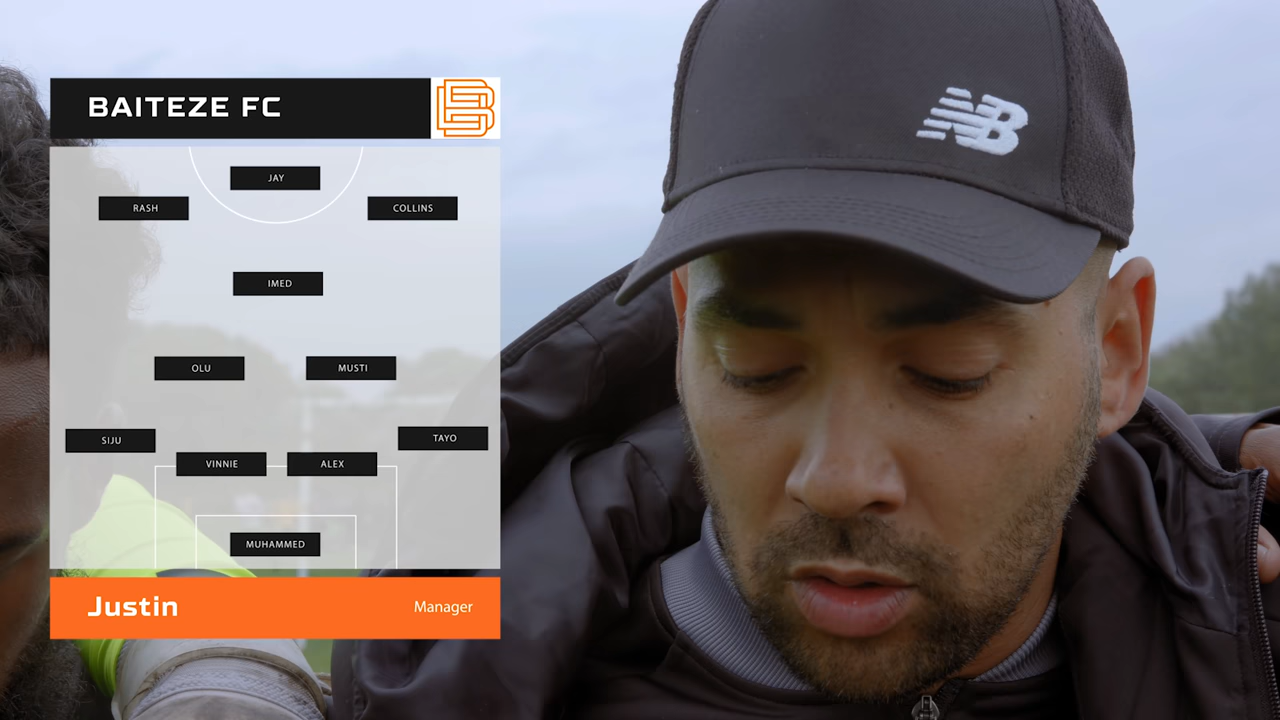 BAITEZE FC
JAY
RASH
COLLINS
IMED
OLU
MUSTI
SIJU
TAYO
VINNIE
ALEX
MUHAMMED
Justin
Manager
NB